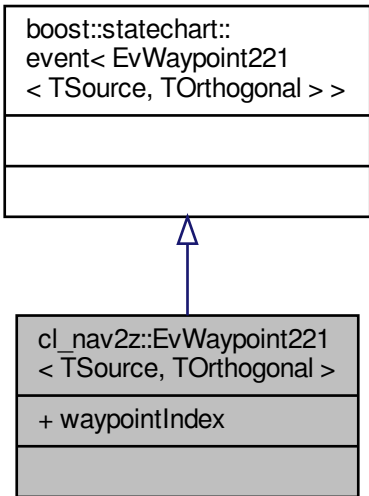 boost::statechart::
event< EvWaypoint221
< TSource, TOrthogonal > >
cl_nav2z::EvWaypoint221
< TSource, TOrthogonal >
+ waypointIndex